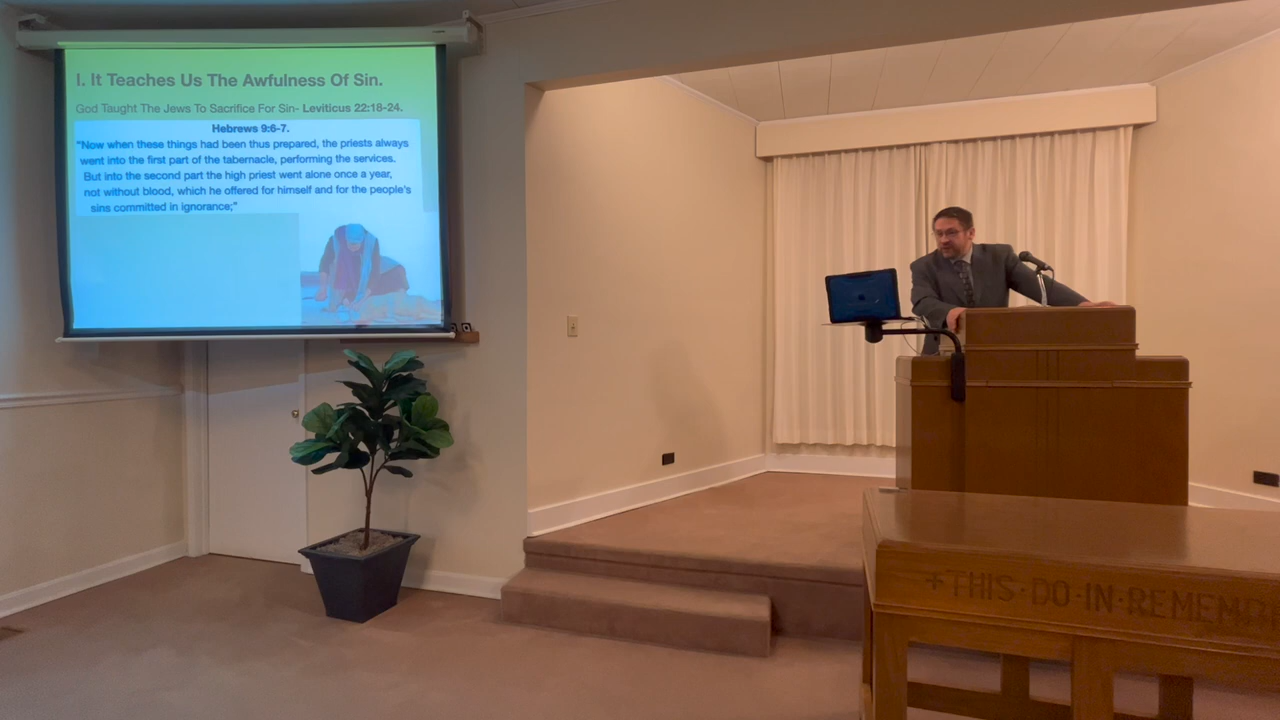 I. It Teaches Us The Awfulness Of Sin.
God Taught The Jews To Sacrifice For Sin- Leviticus 22:18-24.
Hebrews 9:6-7.
“Now when these things had been thus prepared, the priests always
went into the first part of the tabernacle, performing the services.
But into the second part the high priest went alone once a year,
not without blood, which he offered for himself and for the people’s
sins committed in ignorance;”
+THIS·DO·IN·REMEMBR